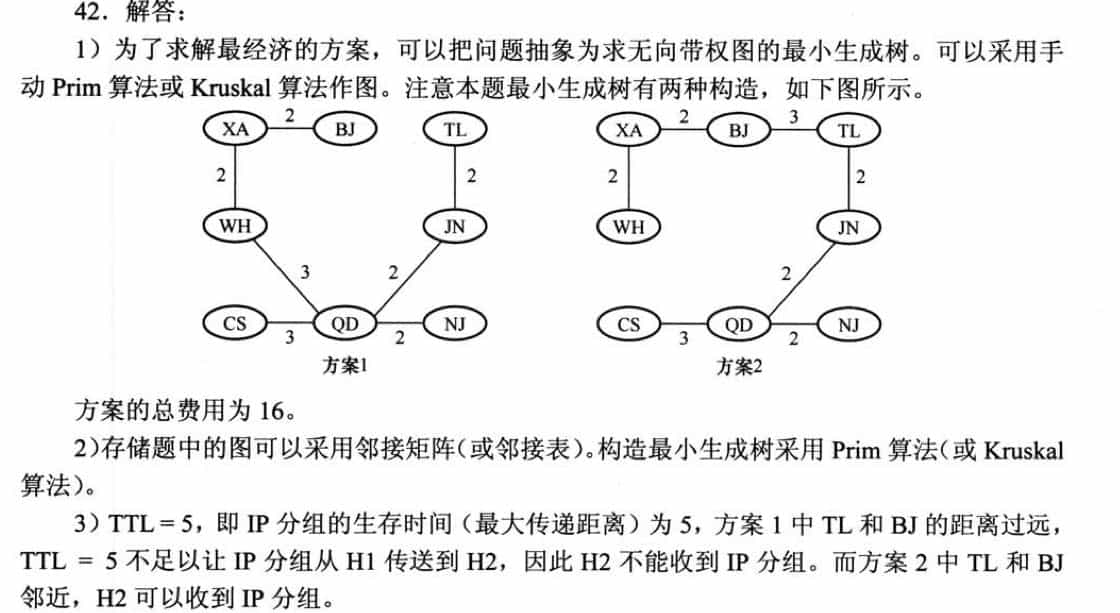 42．解答：
1）为了求解最经济的方案，可以把问题抽象为求无向带权图的最小生成树。可以采用手
动 Prim 算法或 Kruskal 算法作图。注意本题最小生成树有两种构造，如下图所示。
XA 2 BJ TL
2 2
WH JN
3 2
CS 3 QD 2 NJ
方案1
XA 2 BJ 3 TL
2 2
WH JN
2
CS 3 QD 2 NJ
方案2
方案的总费用为 16。
2)存储题中的图可以采用邻接矩阵(或邻接表)。构造最小生成树采用 Prim 算法(或 Kruskal
算法)。
3）TTL = 5，即 IP 分组的生存时间（最大传递距离）为 5，方案 1 中 TL 和 BJ 的距离过远，
TTL = 5 不足以让 IP 分组从 H1 传送到 H2，因此 H2 不能收到 IP 分组。而方案 2 中 TL 和 BJ
邻近，H2 可以收到 IP 分组。